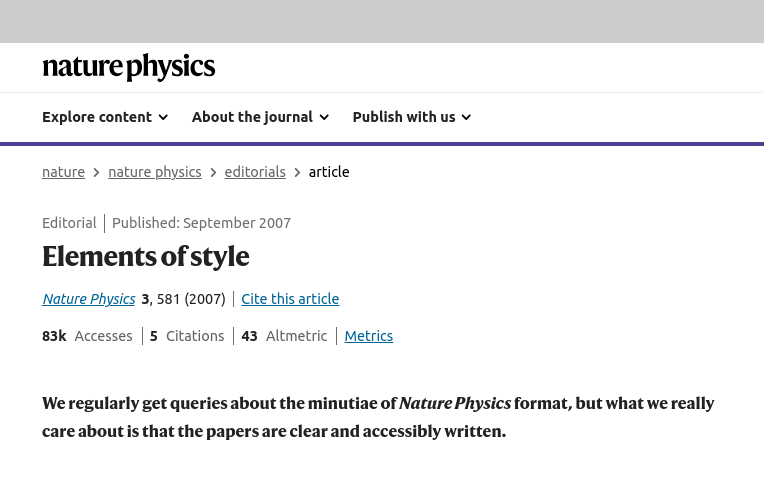 nature physics
Explore content About the journal Publish with us
nature > nature physics > editorials > article
Editorial | Published: September 2007
Elements of style
Nature Physics 3, 581 (2007) | Cite this article
83k Accesses | 5 Citations | 43 Altmetric | Metrics
We regularly get queries about the minutiae of Nature Physics format, but what we really
care about is that the papers are clear and accessibly written.